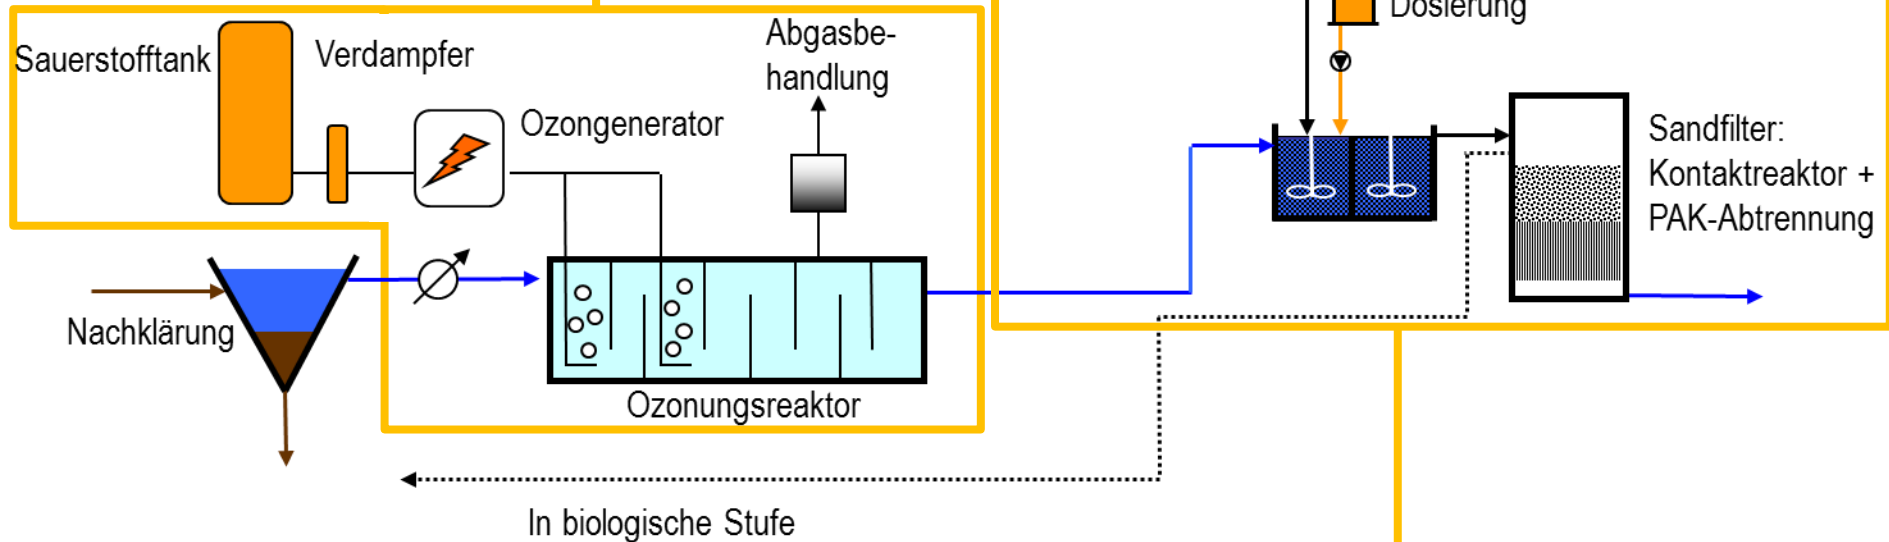 Dosierung
Sauerstofftank
Verdampfer
Abgasbe-
handlung
Ozongenerator
Sandfilter:
Kontaktreaktor +
PAK-Abtrennung
Nachklärung
Ozonungsreaktor
In biologische Stufe